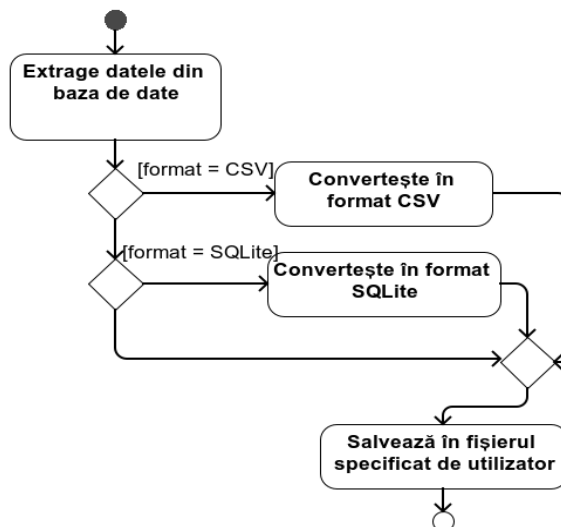 Extrage datele din
baza de date
[format = CSV]
Convertește în
format CSV
[format = SQLite]
Convertește în format
SQLite
Salvează în fișierul
specificat de utilizator